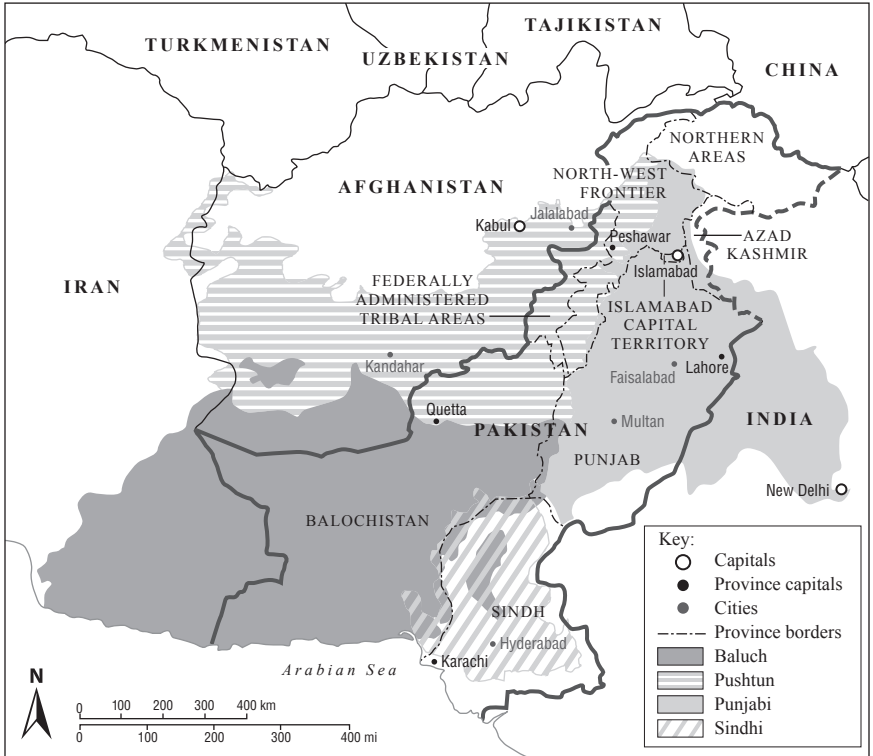 TURKMENISTAN
UZBEKISTAN
TAJIKISTAN
CHINA
NORTHERN
AREAS
NORTH-WEST
FRONTIER
AFGHANISTAN
Jalalabad
Kabul
Peshawar
AZAD
KASHMIR
Islamabad
IRAN
FEDERALLY
ADMINISTERED
TRIBAL AREAS
ISLAMABAD
CAPITAL
TERRITORY
Kandahar
Faisalabad
Lahore
Quetta
PAKISTAN
Multan
INDIA
PUNJAB
New Delhi
BALOCHISTAN
SINDH
Hyderabad
Karachi
Arabian Sea
N
0 100 200 300 400 km
0 100 200 300 400 mi
Key:
Capitals
Province capitals
Cities
Province borders
Baluch
Pushtun
Punjabi
Sindhi